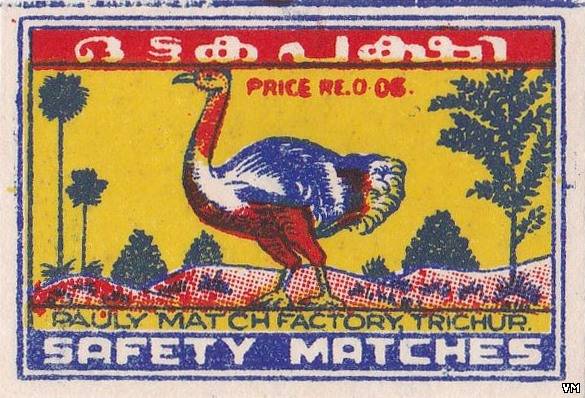 ഒട്ടകപക്ഷി
PRICE RE.0.06.
PAULY MATCH FACTORY, TRICHUR.
SAFETY MATCHES
VM